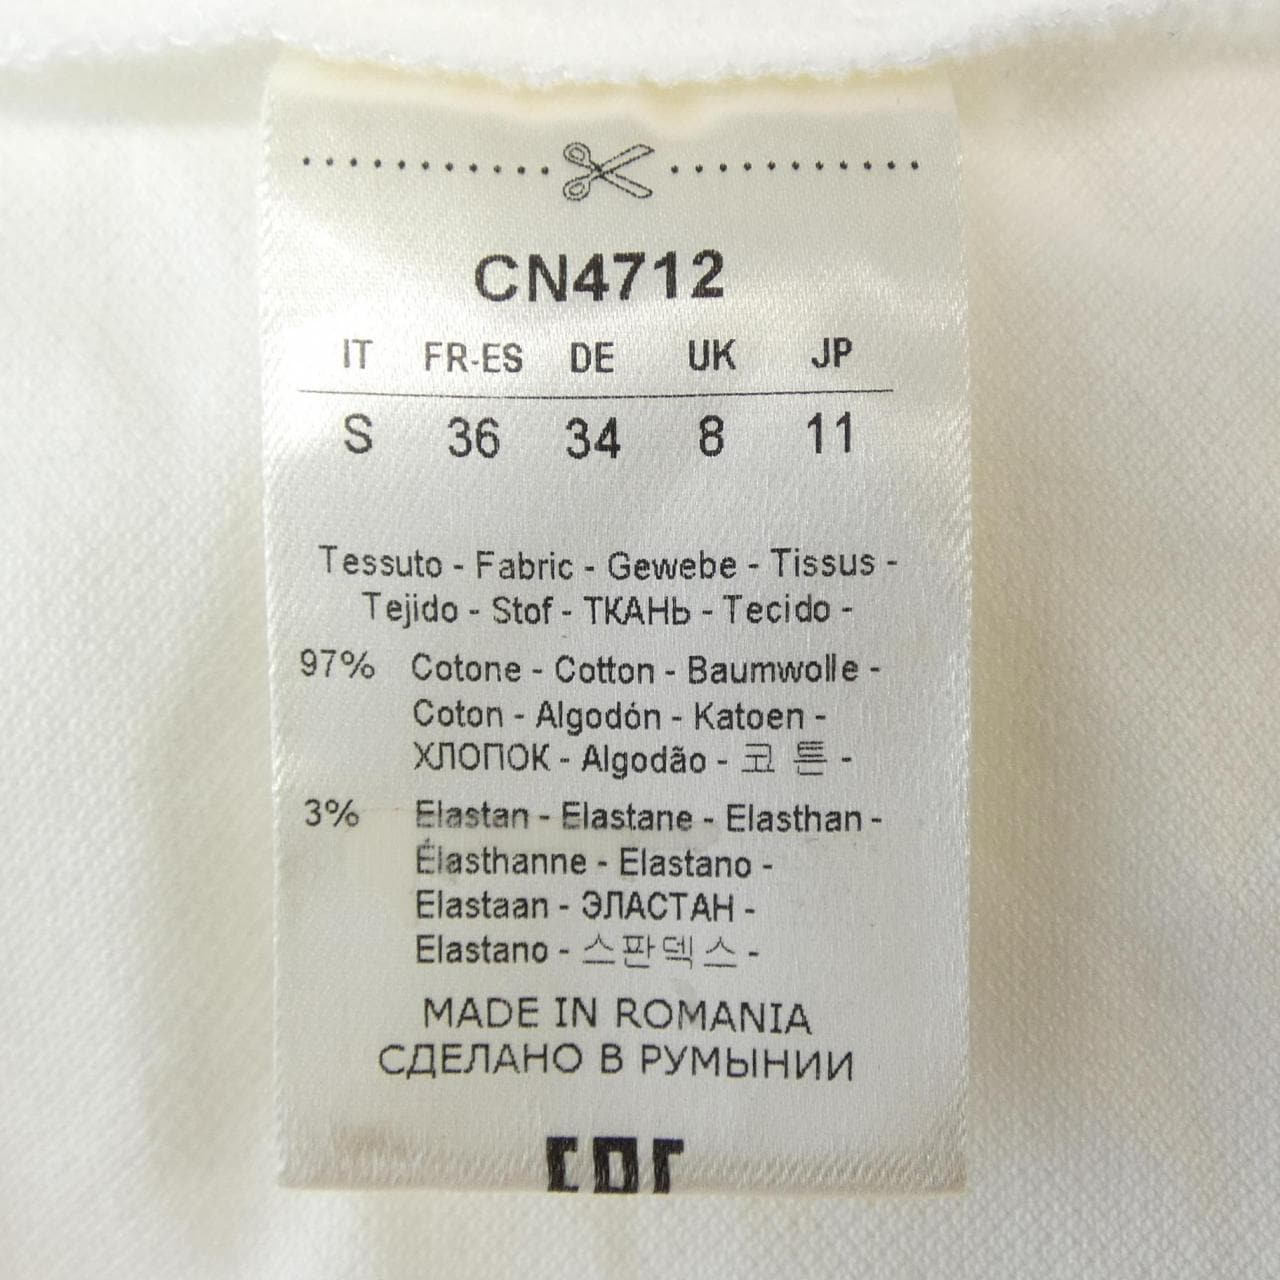 CN4712
IT FR-ES DE UK JP
S 36 34 8 11
Tessuto - Fabric - Gewebe - Tissus -
Tejido - Stof - ТКАНЬ - Tecido -
97% Cotone - Cotton - Baumwolle -
Coton - Algodón - Katoen -
ХЛОПОК - Algodão - 코 튼 -
3% Elastan - Elastane - Elasthan -
Élasthanne - Elastano -
Elastaan - ЭЛАСТАН -
Elastano - 스판덱스 -
MADE IN ROMANIA
СДЕЛАНО В РУМЫНИИ